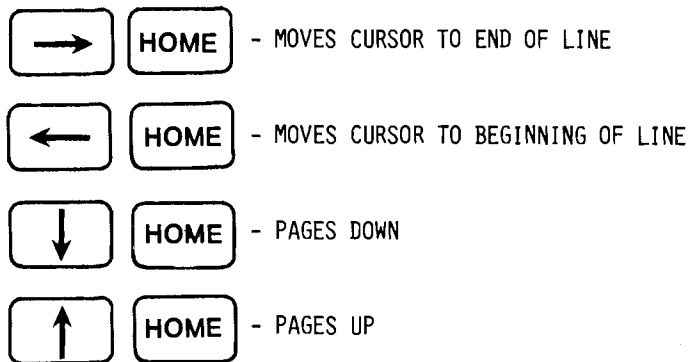 → HOME - MOVES CURSOR TO END OF LINE
← HOME - MOVES CURSOR TO BEGINNING OF LINE
↓ HOME - PAGES DOWN
↑ HOME - PAGES UP